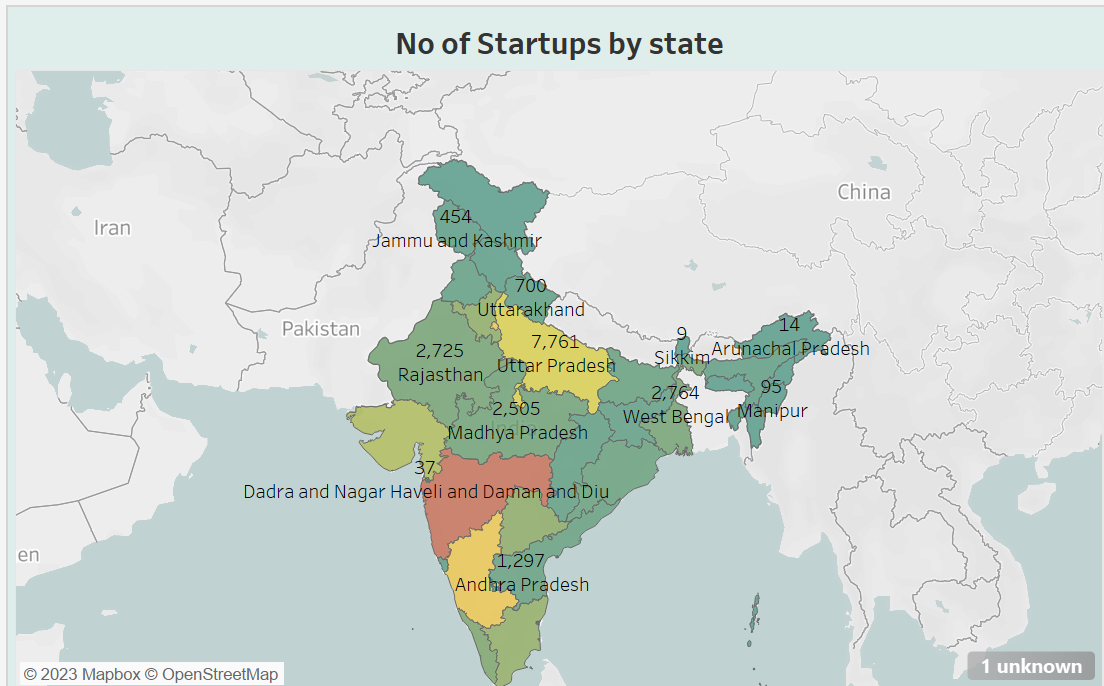 No of Startups by state
China
Iran
454
Jammu and Kashmir
700
Uttarakhand
Pakistan
7,761
Uttar Pradesh
9
Sikkim
14
Arunachal Pradesh
2,725
Rajasthan
2,764
West Bengal
95
Manipur
2,505
Madhya Pradesh
37
Dadra and Nagar Haveli and Daman and Diu
en
1,297
Andhra Pradesh
© 2023 Mapbox © OpenStreetMap
1 unknown